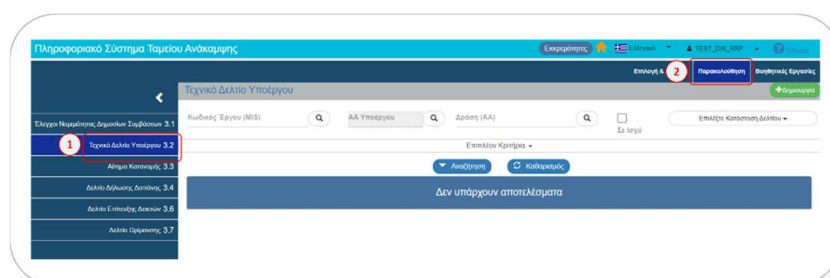 Πληροφοριακό Σύστημα Ταμείου Ανάκαμψης
Εκκρεμότητες Ελληνικά TEST_DIK_RRF
Επιλογή & 2 Παρακολούθηση Βοηθητικές Εργασίες
Τεχνικό Δελτίο Υποέργου
Δημιουργία
Έλεγχοι Νομιμότητας Δημοσίων Συμβάσεων 3.1
Κωδικός Έργου (MIS) ΑΑ Υποέργου Δράση (ΑΑ) Σε Ισχύ Επιλέξτε Κατάσταση Δελτίου
1 Τεχνικό Δελτίο Υποέργου 3.2
Επιπλέον Κριτήρια
Αίτημα Κατανομής 3.3
Αναζήτηση Καθαρισμός
Δελτίο Δήλωσης Δαπάνης 3.4
Δεν υπάρχουν αποτελέσματα
Δελτίο Επίτευξης Δεικτών 3.6
Δελτίο Ωρίμανσης 3.7